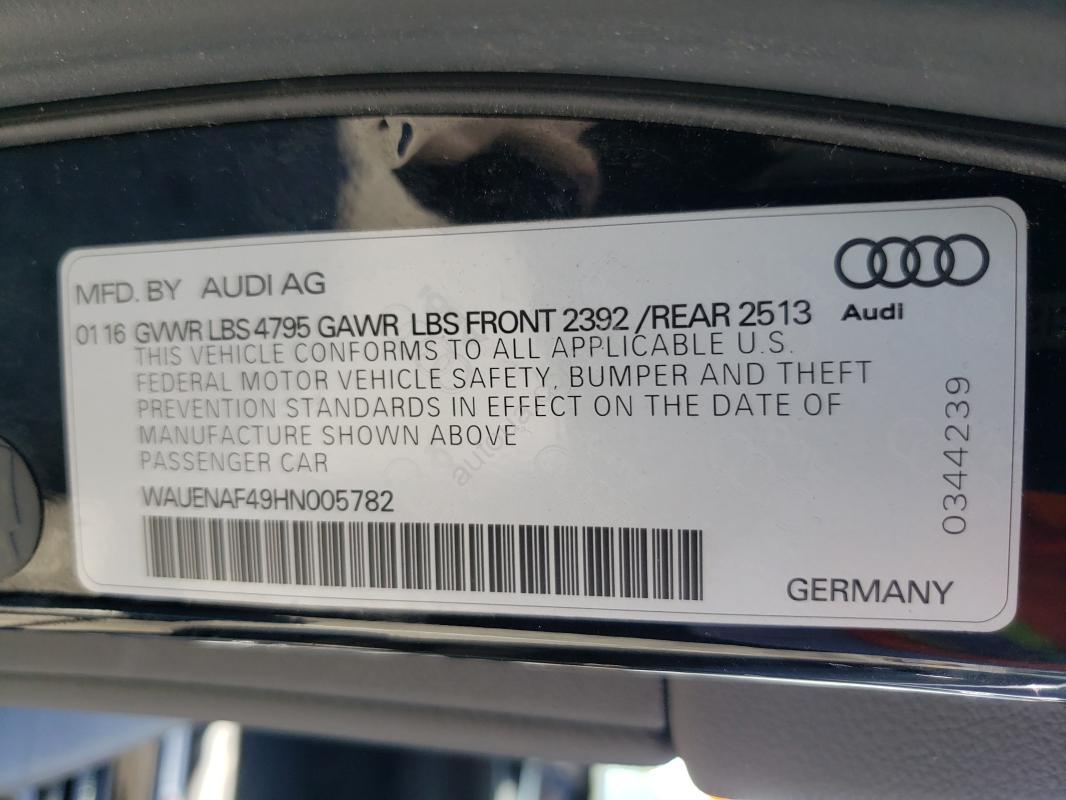 MFD. BY AUDI AG
Audi
01 16 GVWR LBS 4795 GAWR LBS FRONT 2392 /REAR 2513
THIS VEHICLE CONFORMS TO ALL APPLICABLE U.S.
FEDERAL MOTOR VEHICLE SAFETY, BUMPER AND THEFT
PREVENTION STANDARDS IN EFFECT ON THE DATE OF
MANUFACTURE SHOWN ABOVE
PASSENGER CAR
WAUENAF49HN005782
0344239
GERMANY